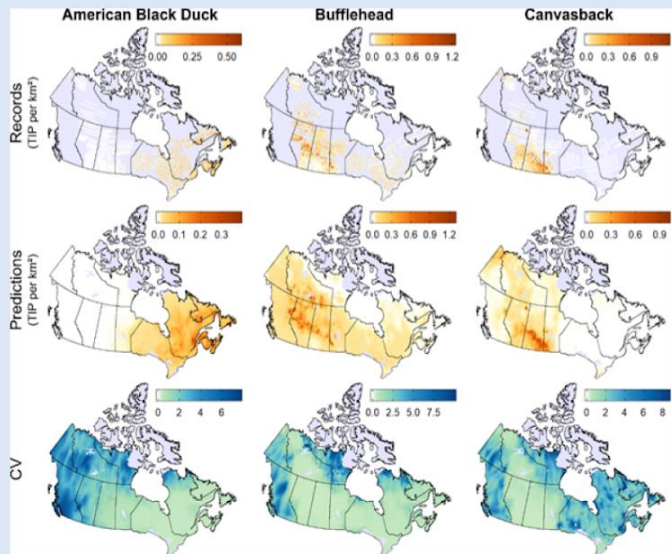 American Black Duck Bufflehead Canvasback
Records
(TIP per km²)
0.00 0.25 0.50
0.0 0.3 0.6 0.9 1.2
0.0 0.3 0.6 0.9
Predictions
(TIP per km²)
0.0 0.1 0.2 0.3
0.0 0.3 0.6 0.9 1.2
0.0 0.3 0.6 0.9
CV
0 2 4 6
0.0 2.5 5.0 7.5
0 2 4 6 8